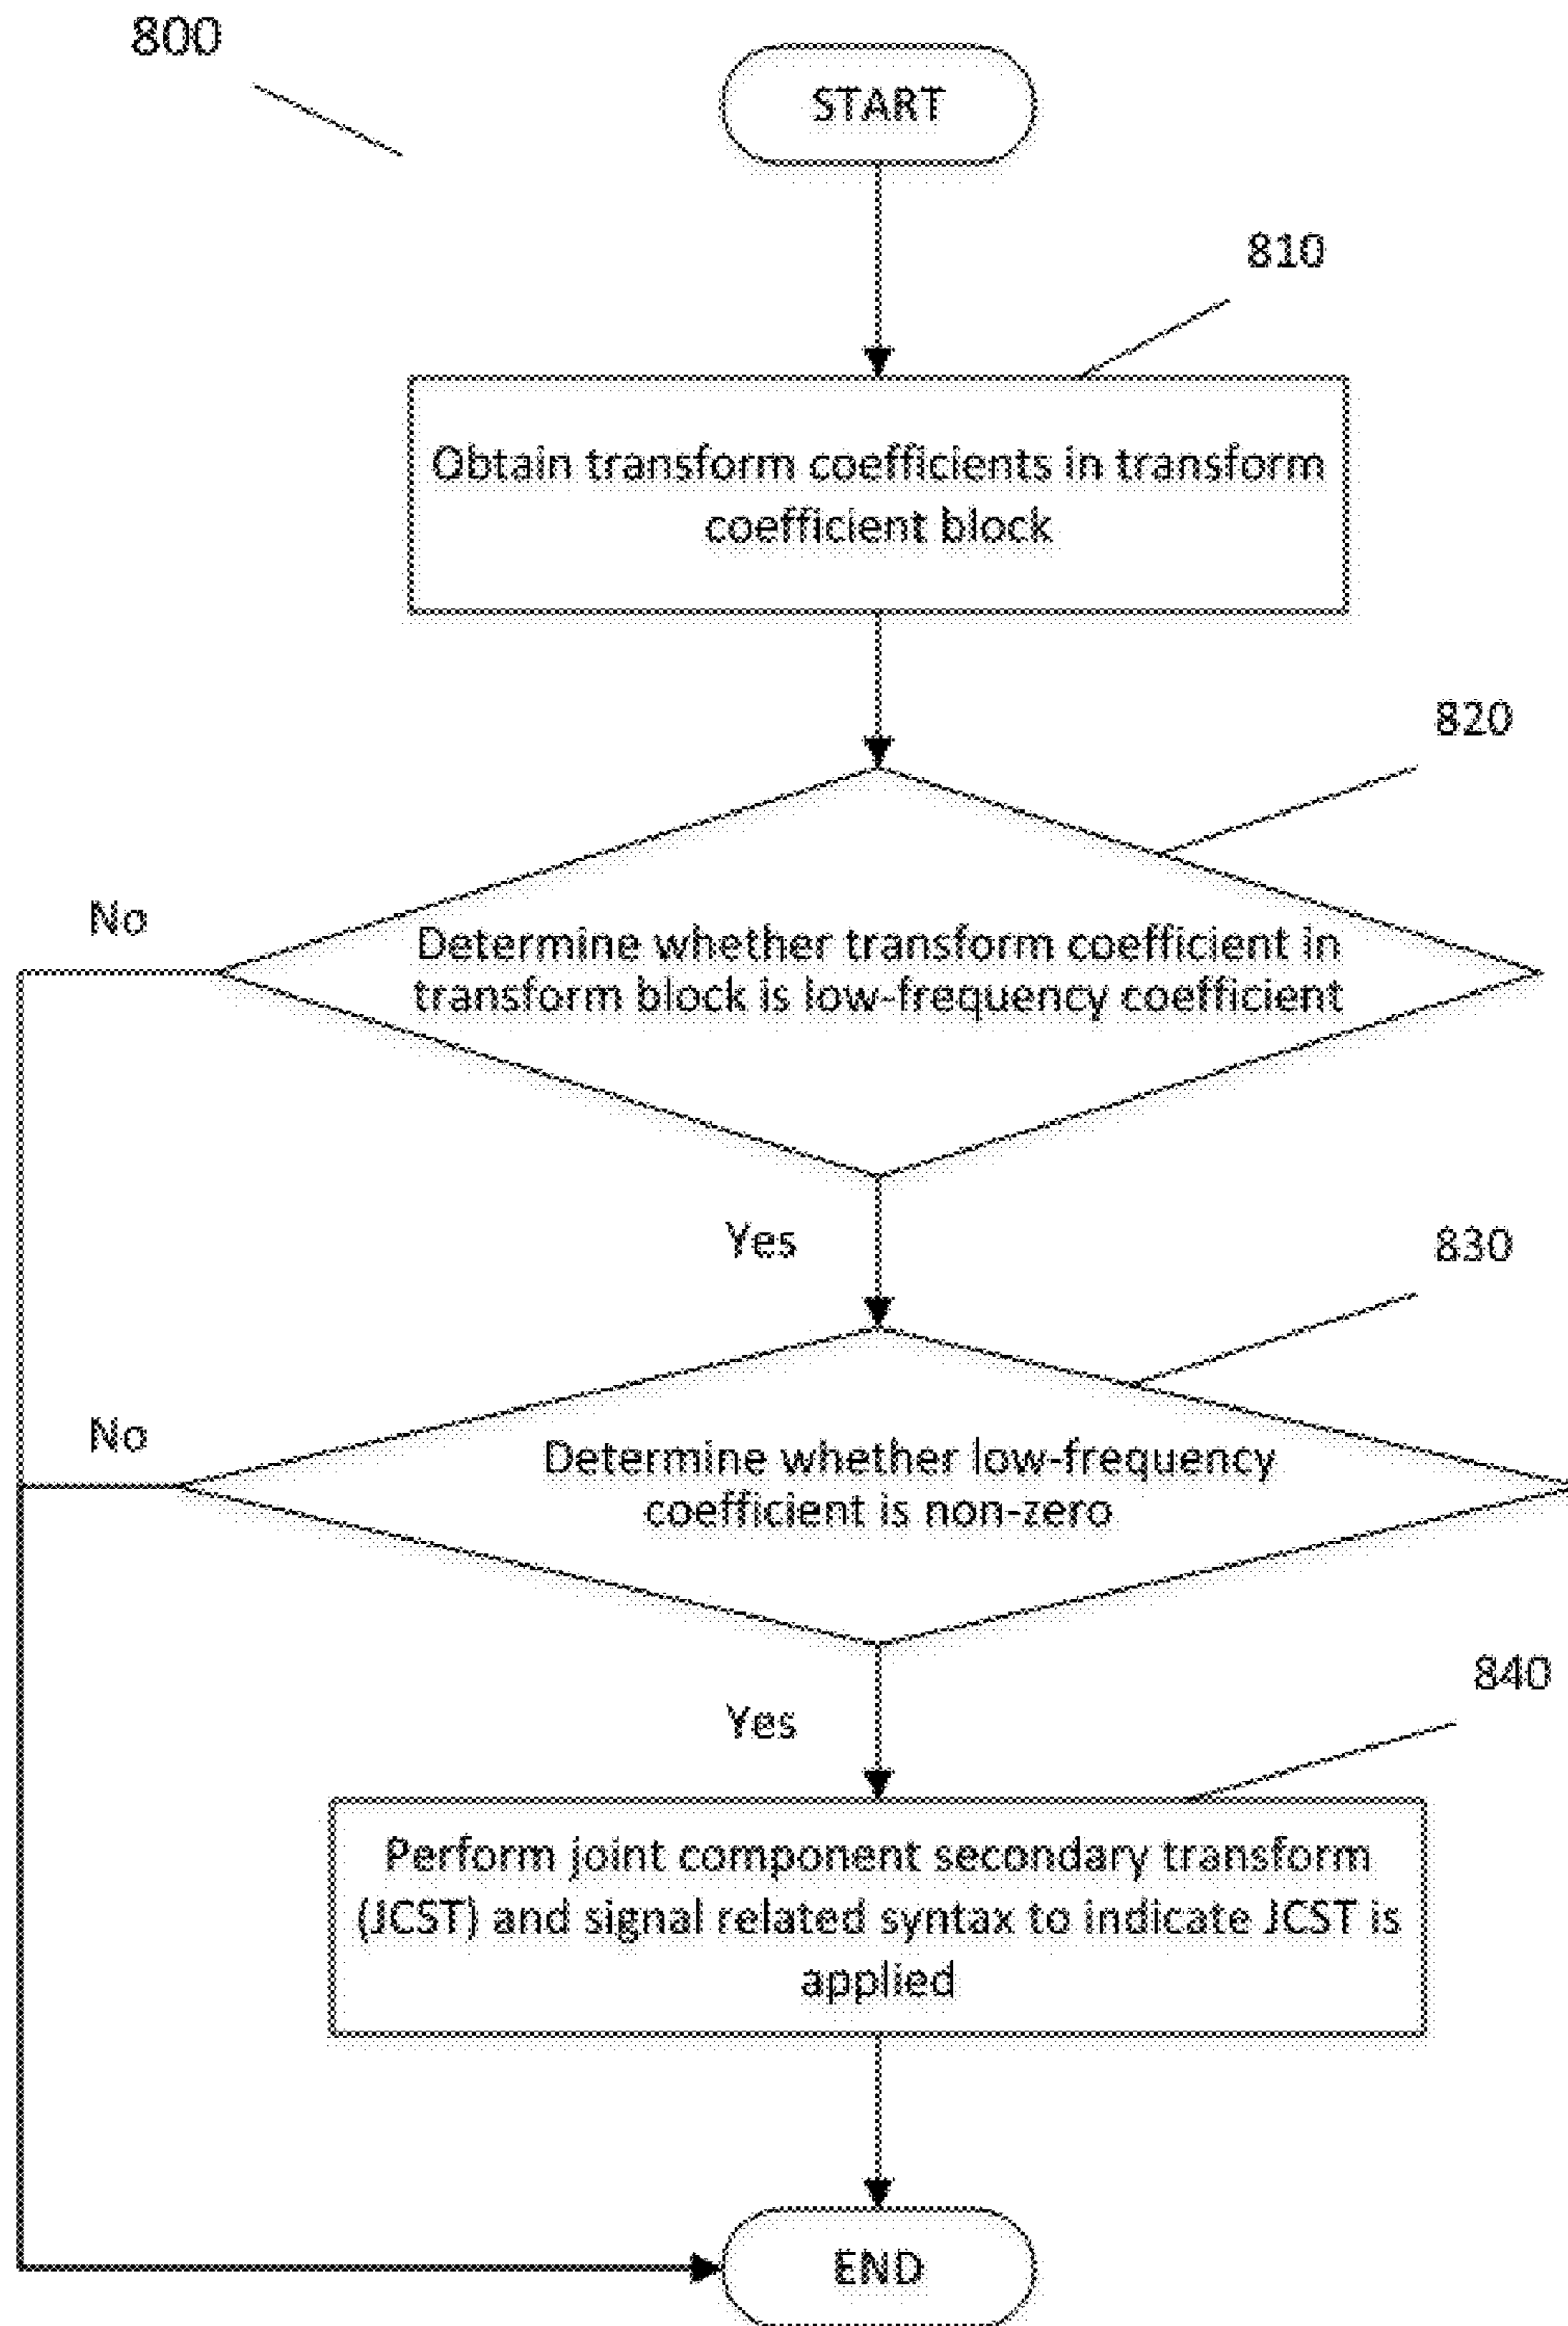 800
START
810
Obtain transform coefficients in transform
coefficient block
820
No
Determine whether transform coefficient in
transform block is low-frequency coefficient
Yes
830
No
Determine whether low-frequency
coefficient is non-zero
840
Yes
Perform joint component secondary transform
(JCST) and signal related syntax to indicate JCST is
applied
END